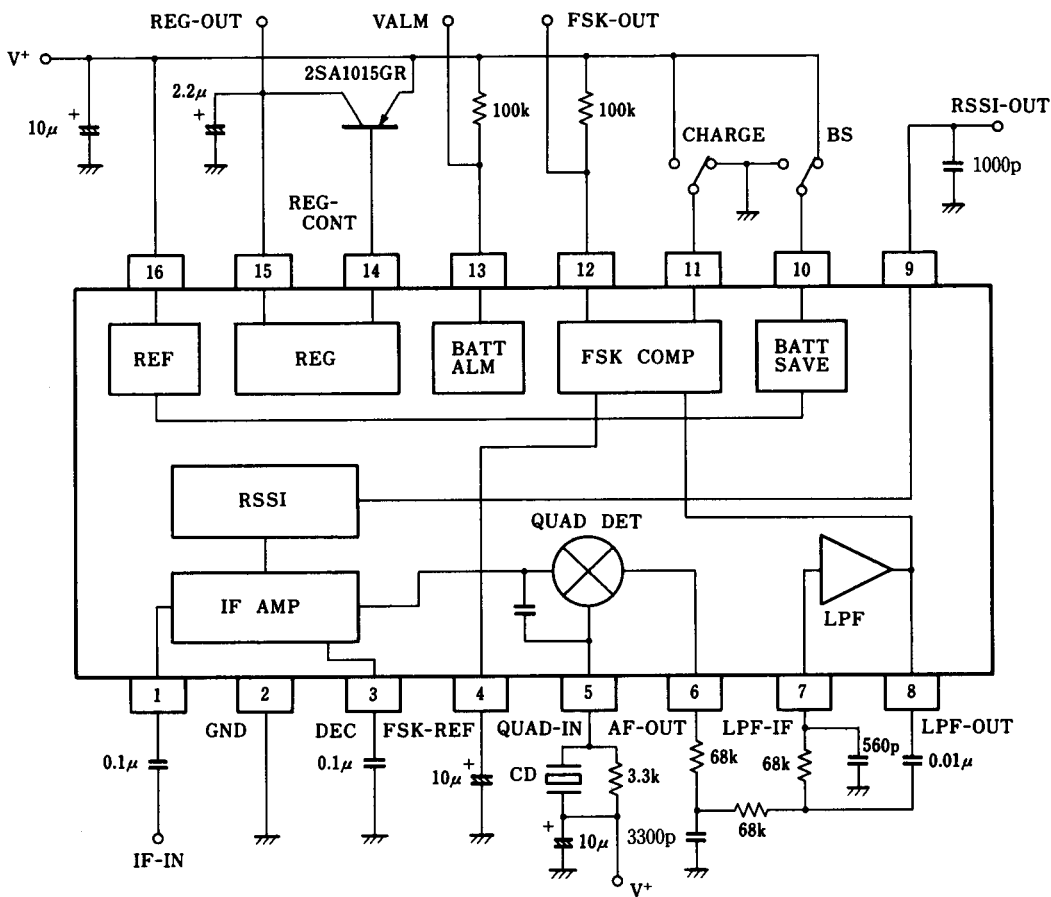 REG-OUT VALM FSK-OUT
V+
2SA1015GR
2.2μ
+
100k 100k
RSSI-OUT
10μ
+
CHARGE BS
1000p
REG-
CONT
16 15 14 13 12 11 10 9
REF REG BATT
ALM FSK COMP BATT
SAVE
RSSI
QUAD DET
IF AMP
LPF
1 2 3 4 5 6 7 8
GND DEC FSK-REF QUAD-IN AF-OUT LPF-IF LPF-OUT
0.1μ 0.1μ 10μ + CD 3.3k 68k 68k 560p 0.01μ
+ 10μ 3300p 68k
IF-IN
V+